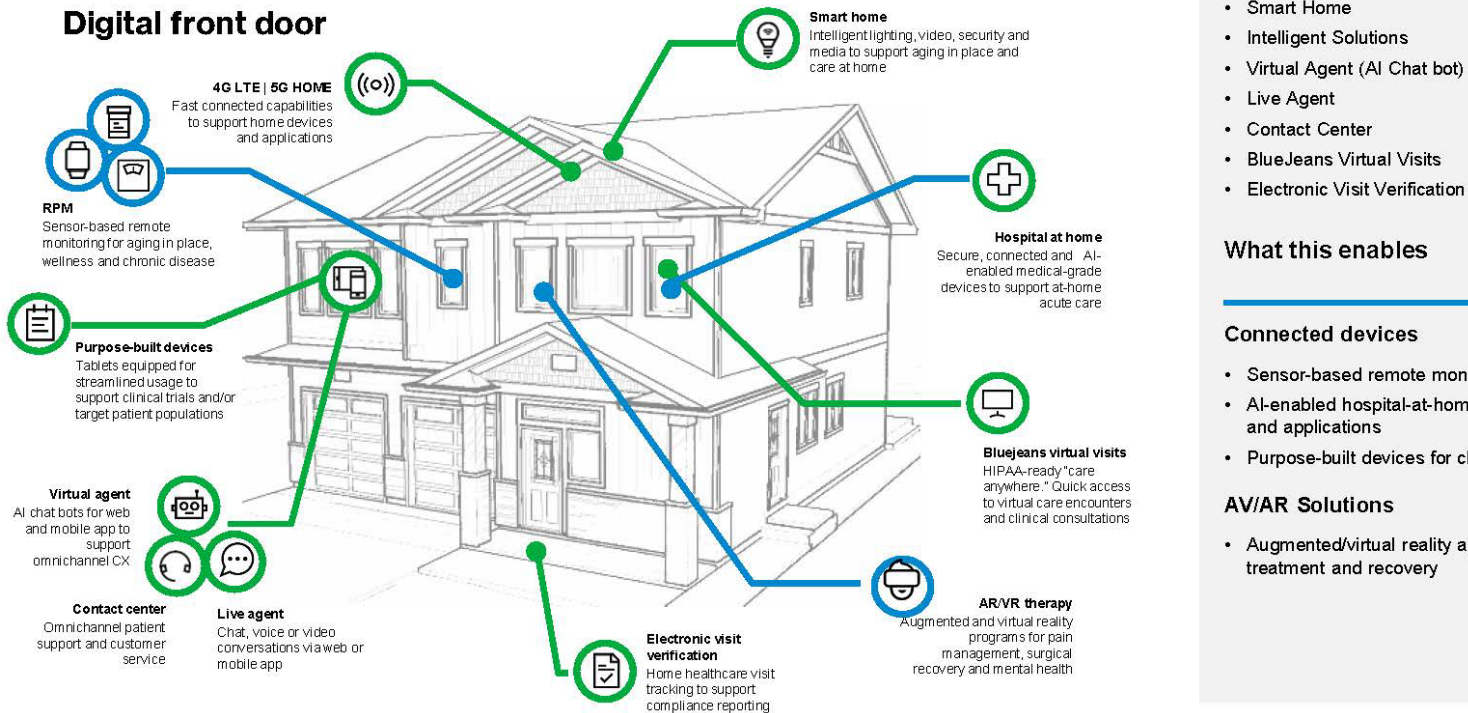 Digital front door
Smart home
Intelligent lighting, video, security and
media to support aging in place and
care at home
4G LTE | 5G HOME
Fast connected capabilities
to support home devices
and applications
RPM
Sensor-based remote
monitoring for aging in place,
wellness and chronic disease
Hospital at home
Secure, connected and AI-
enabled medical-grade
devices to support at-home
acute care
Purpose-built devices
Tablets equipped for
streamlined usage to
support clinical trials and/or
target patient populations
Bluejeans virtual visits
HIPAA-ready "care
anywhere." Quick access
to virtual care encounters
and clinical consultations
Virtual agent
AI chat bots for web
and mobile app to
support
omnichannel CX
Contact center
Omnichannel patient
support and customer
service
Live agent
Chat, voice or video
conversations via web or
mobile app
Electronic visit
verification
Home healthcare visit
tracking to support
compliance reporting
AR/VR therapy
Augmented and virtual reality
programs for pain
management, surgical
recovery and mental health
• Smart Home
• Intelligent Solutions
• Virtual Agent (AI Chat bot)
• Live Agent
• Contact Center
• BlueJeans Virtual Visits
• Electronic Visit Verification
What this enables
Connected devices
• Sensor-based remote mon
• AI-enabled hospital-at-hom
and applications
• Purpose-built devices for cl
AV/AR Solutions
• Augmented/virtual reality a
treatment and recovery